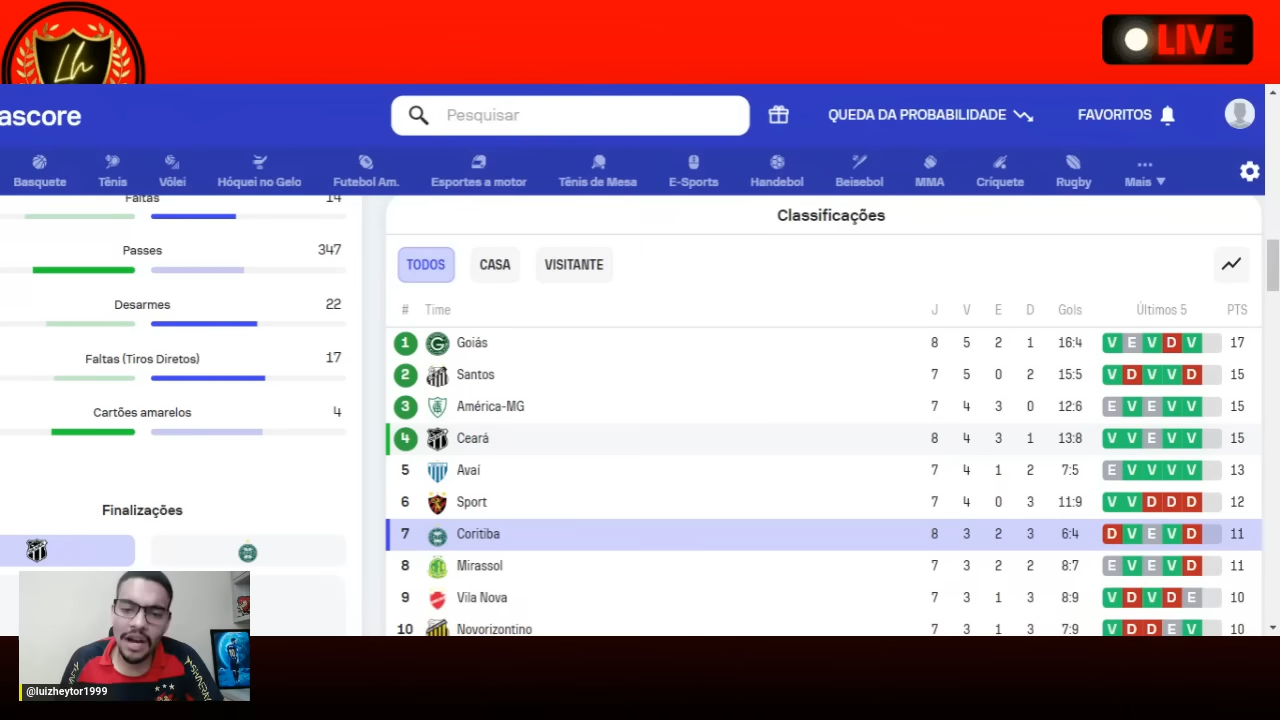 Lh
LIVE
ascore
Pesquisar
QUEDA DA PROBABILIDADE
FAVORITOS
Basquete
Tênis
Vôlei
Hóquei no Gelo
Futebol Am.
Esportes a motor
Tênis de Mesa
E-Sports
Handebol
Beisebol
MMA
Críquete
Rugby
Mais ▼
Faltas 14
Passes 347
Desarmes 22
Faltas (Tiros Diretos) 17
Cartões amarelos 4
Finalizações
Classificações
TODOS CASA VISITANTE
# Time J V E D Gols Últimos 5 PTS
1 Goiás 8 5 2 1 16:4 V E V D V 17
2 Santos 7 5 0 2 15:5 V D V V D 15
3 América-MG 7 4 3 0 12:6 E V E V V 15
4 Ceará 8 4 3 1 13:8 V V E V V 15
5 Avaí 7 4 1 2 7:5 E V V V V 13
6 Sport 7 4 0 3 11:9 V V D D D 12
7 Coritiba 8 3 2 3 6:4 D V E V D 11
8 Mirassol 7 3 2 2 8:7 E V E V D 11
9 Vila Nova 7 3 1 3 8:9 V D V D E 10
10 Novorizontino 7 3 1 3 7:9 V D D E V 10
@luizheytor1999